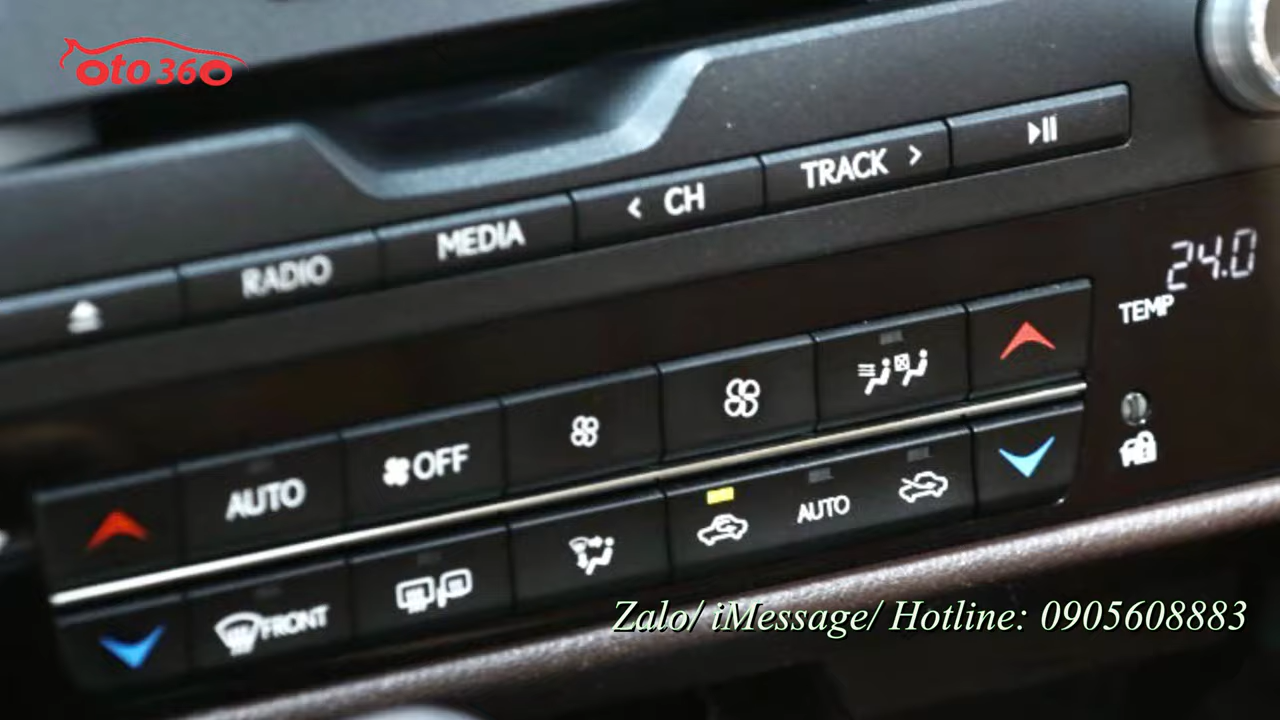 oto360
TRACK >
< CH
MEDIA
RADIO
24.0
TEMP
OFF
AUTO
AUTO
FRONT
Zalo/ iMessage/ Hotline: 0905608883